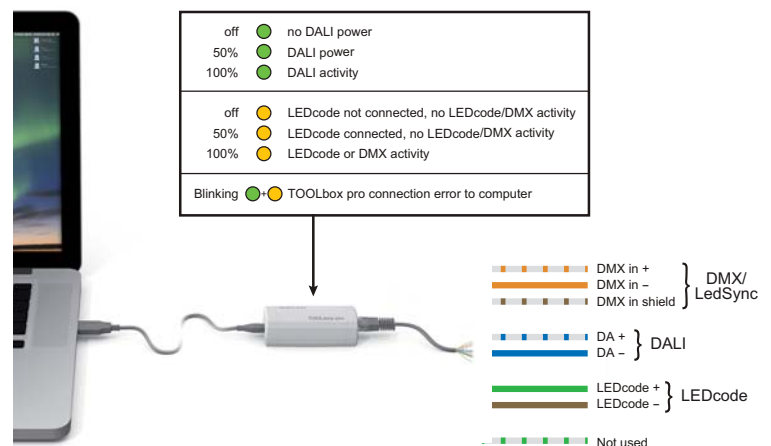 off no DALI power
50% DALI power
100% DALI activity
off LEDcode not connected, no LEDcode/DMX activity
50% LEDcode connected, no LEDcode/DMX activity
100% LEDcode or DMX activity
Blinking + TOOLbox pro connection error to computer
DMX in +
DMX in –
DMX in shield
DMX/
LedSync
DA +
DA –
DALI
LEDcode +
LEDcode –
LEDcode
Not used